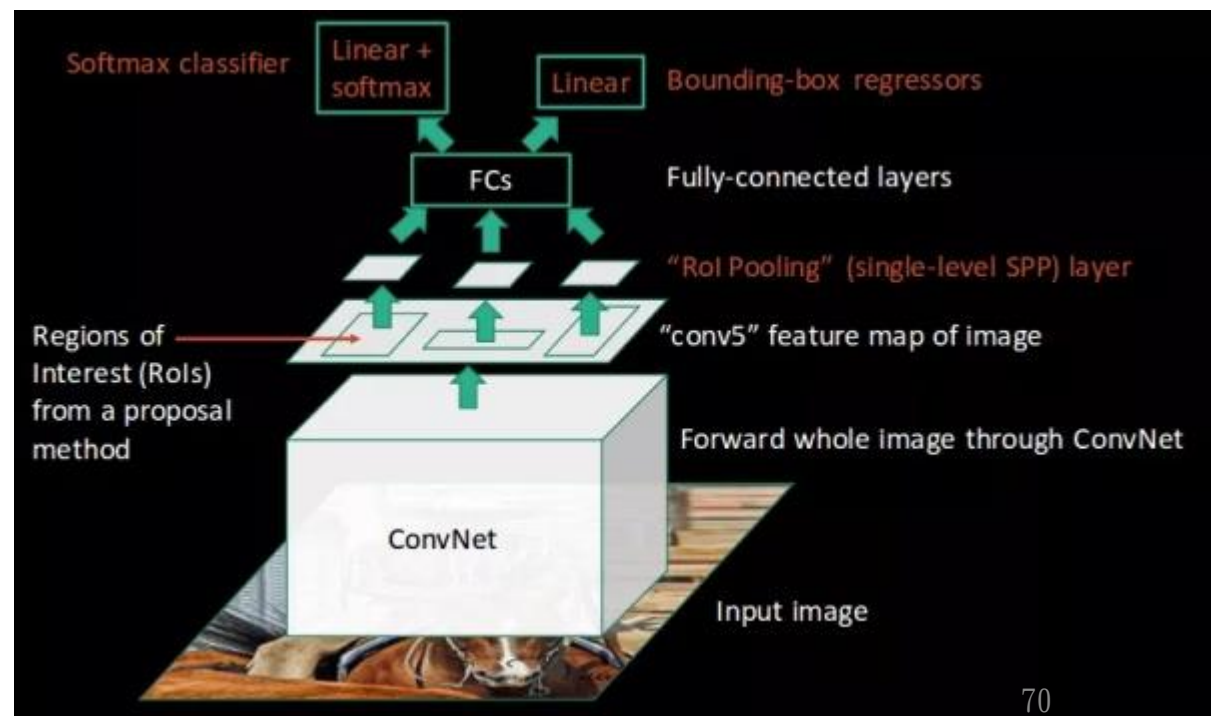 Softmax classifier
Linear +
softmax
Linear
Bounding-box regressors
FCs
Fully-connected layers
"RoI Pooling" (single-level SPP) layer
Regions of
Interest (RoIs)
from a proposal
method
"conv5" feature map of image
Forward whole image through ConvNet
ConvNet
Input image
70